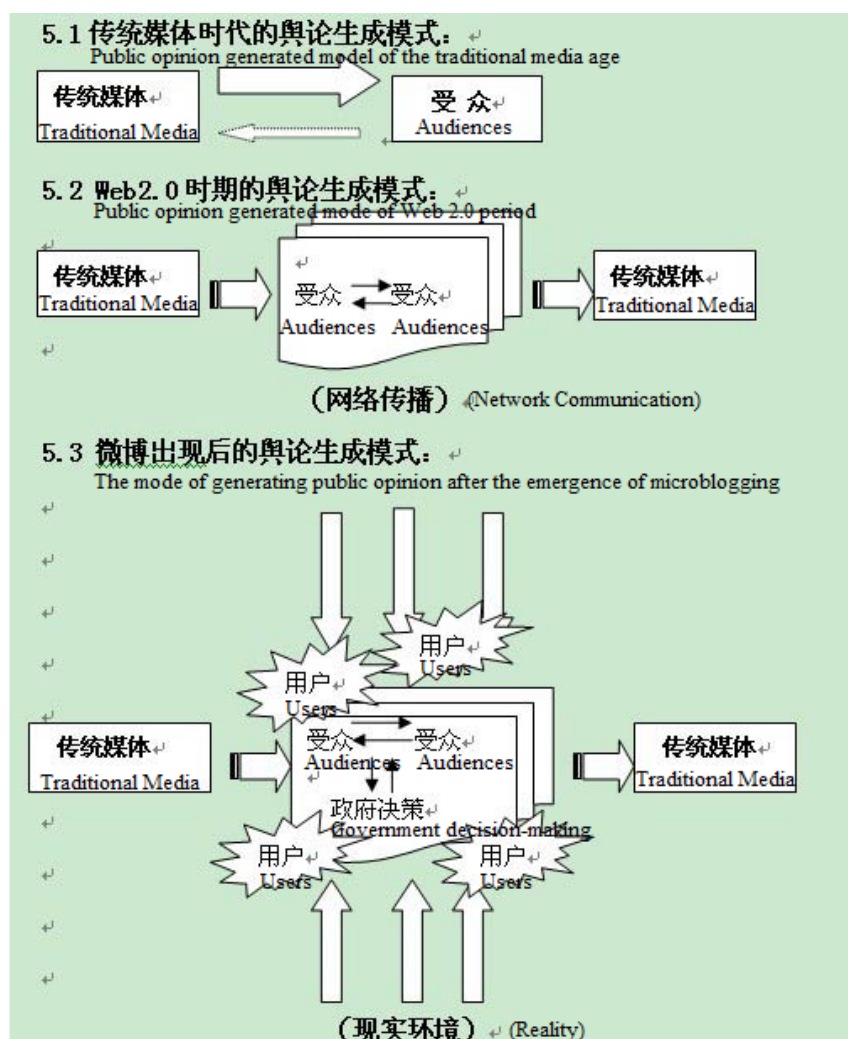 5.1 传统媒体时代的舆论生成模式：
Public opinion generated model of the traditional media age
传统媒体
Traditional Media
受 众
Audiences
5.2 Web2.0 时期的舆论生成模式：
Public opinion generated mode of Web 2.0 period
传统媒体
Traditional Media
受众 受众
Audiences Audiences
传统媒体
Traditional Media
（网络传播） (Network Communication)
5.3 微博出现后的舆论生成模式：
The mode of generating public opinion after the emergence of microblogging
用户
Users
用户
Users
传统媒体
Traditional Media
受众 受众
Audiences Audiences
政府决策
Government decision-making
传统媒体
Traditional Media
用户
Users
用户
Users
（现实环境） (Reality)